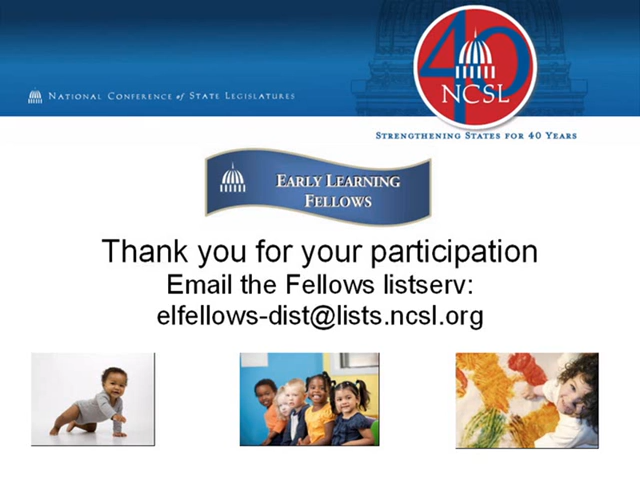 40
NCSL
NATIONAL CONFERENCE of STATE LEGISLATURES
STRENGTHENING STATES FOR 40 YEARS
EARLY LEARNING
FELLOWS
Thank you for your participation
Email the Fellows listserv:
elfellows-dist@lists.ncsl.org